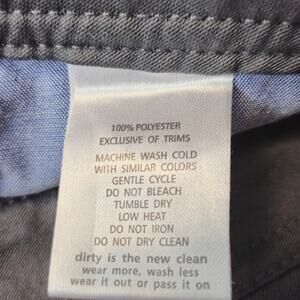 100% POLYESTER
EXCLUSIVE OF TRIMS
MACHINE WASH COLD
WITH SIMILAR COLORS
GENTLE CYCLE
DO NOT BLEACH
TUMBLE DRY
LOW HEAT
DO NOT IRON
DO NOT DRY CLEAN
dirty is the new clean
wear more, wash less
wear it out or pass it on